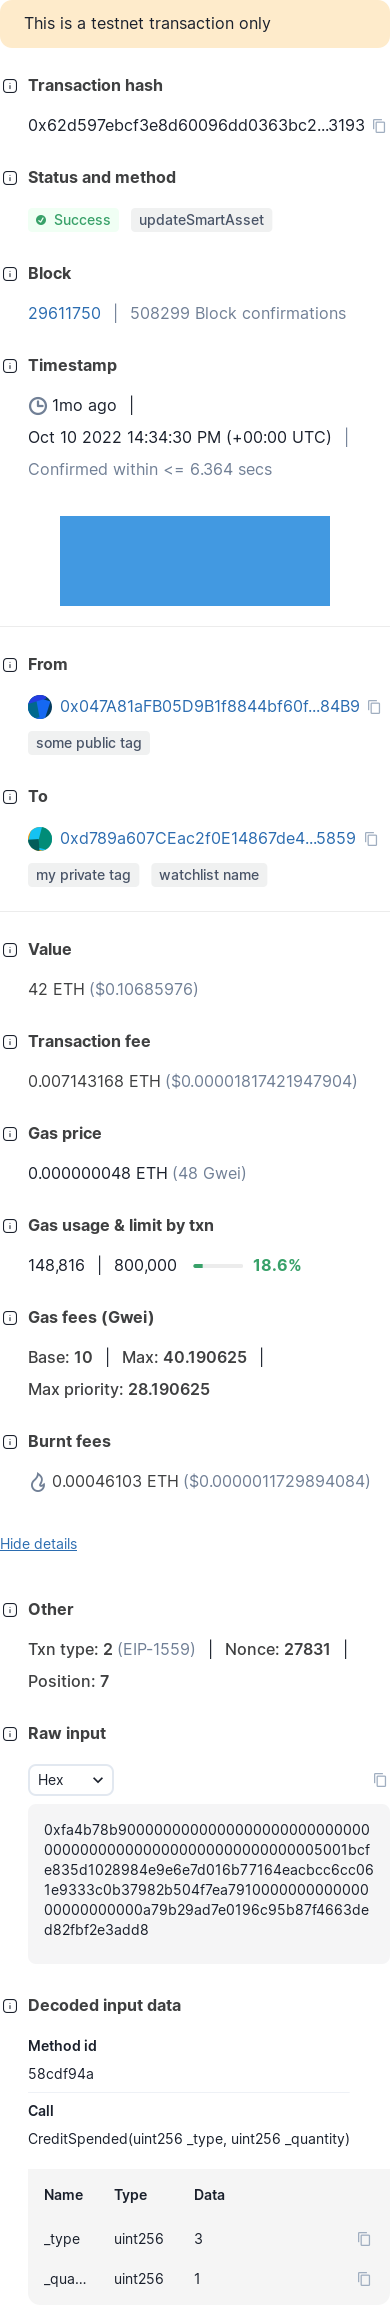 This is a testnet transaction only
Transaction hash
0x62d597ebcf3e8d60096dd0363bc2...3193
Status and method
Success updateSmartAsset
Block
29611750 | 508299 Block confirmations
Timestamp
1mo ago |
Oct 10 2022 14:34:30 PM (+00:00 UTC) |
Confirmed within <= 6.364 secs
From
0x047A81aFB05D9B1f8844bf60f...84B9
some public tag
To
0xd789a607CEac2f0E14867de4...5859
my private tag watchlist name
Value
42 ETH ($0.10685976)
Transaction fee
0.007143168 ETH ($0.00001817421947904)
Gas price
0.000000048 ETH (48 Gwei)
Gas usage & limit by txn
148,816 | 800,000 18.6%
Gas fees (Gwei)
Base: 10 | Max: 40.190625 |
Max priority: 28.190625
Burnt fees
0.00046103 ETH ($0.0000011729894084)
Hide details
Other
Txn type: 2 (EIP-1559) | Nonce: 27831 |
Position: 7
Raw input
Hex
0xfa4b78b90000000000000000000000000000
00000000000000000000000000000005001bcf
e835d1028984e9e6e7d016b77164eacbcc6cc06
1e9333c0b37982b504f7ea7910000000000000
00000000000a79b29ad7e0196c95b87f4663de
d82fbf2e3add8
Decoded input data
Method id
58cdf94a
Call
CreditSpended(uint256 _type, uint256 _quantity)
Name Type Data
_type uint256 3
_qua... uint256 1